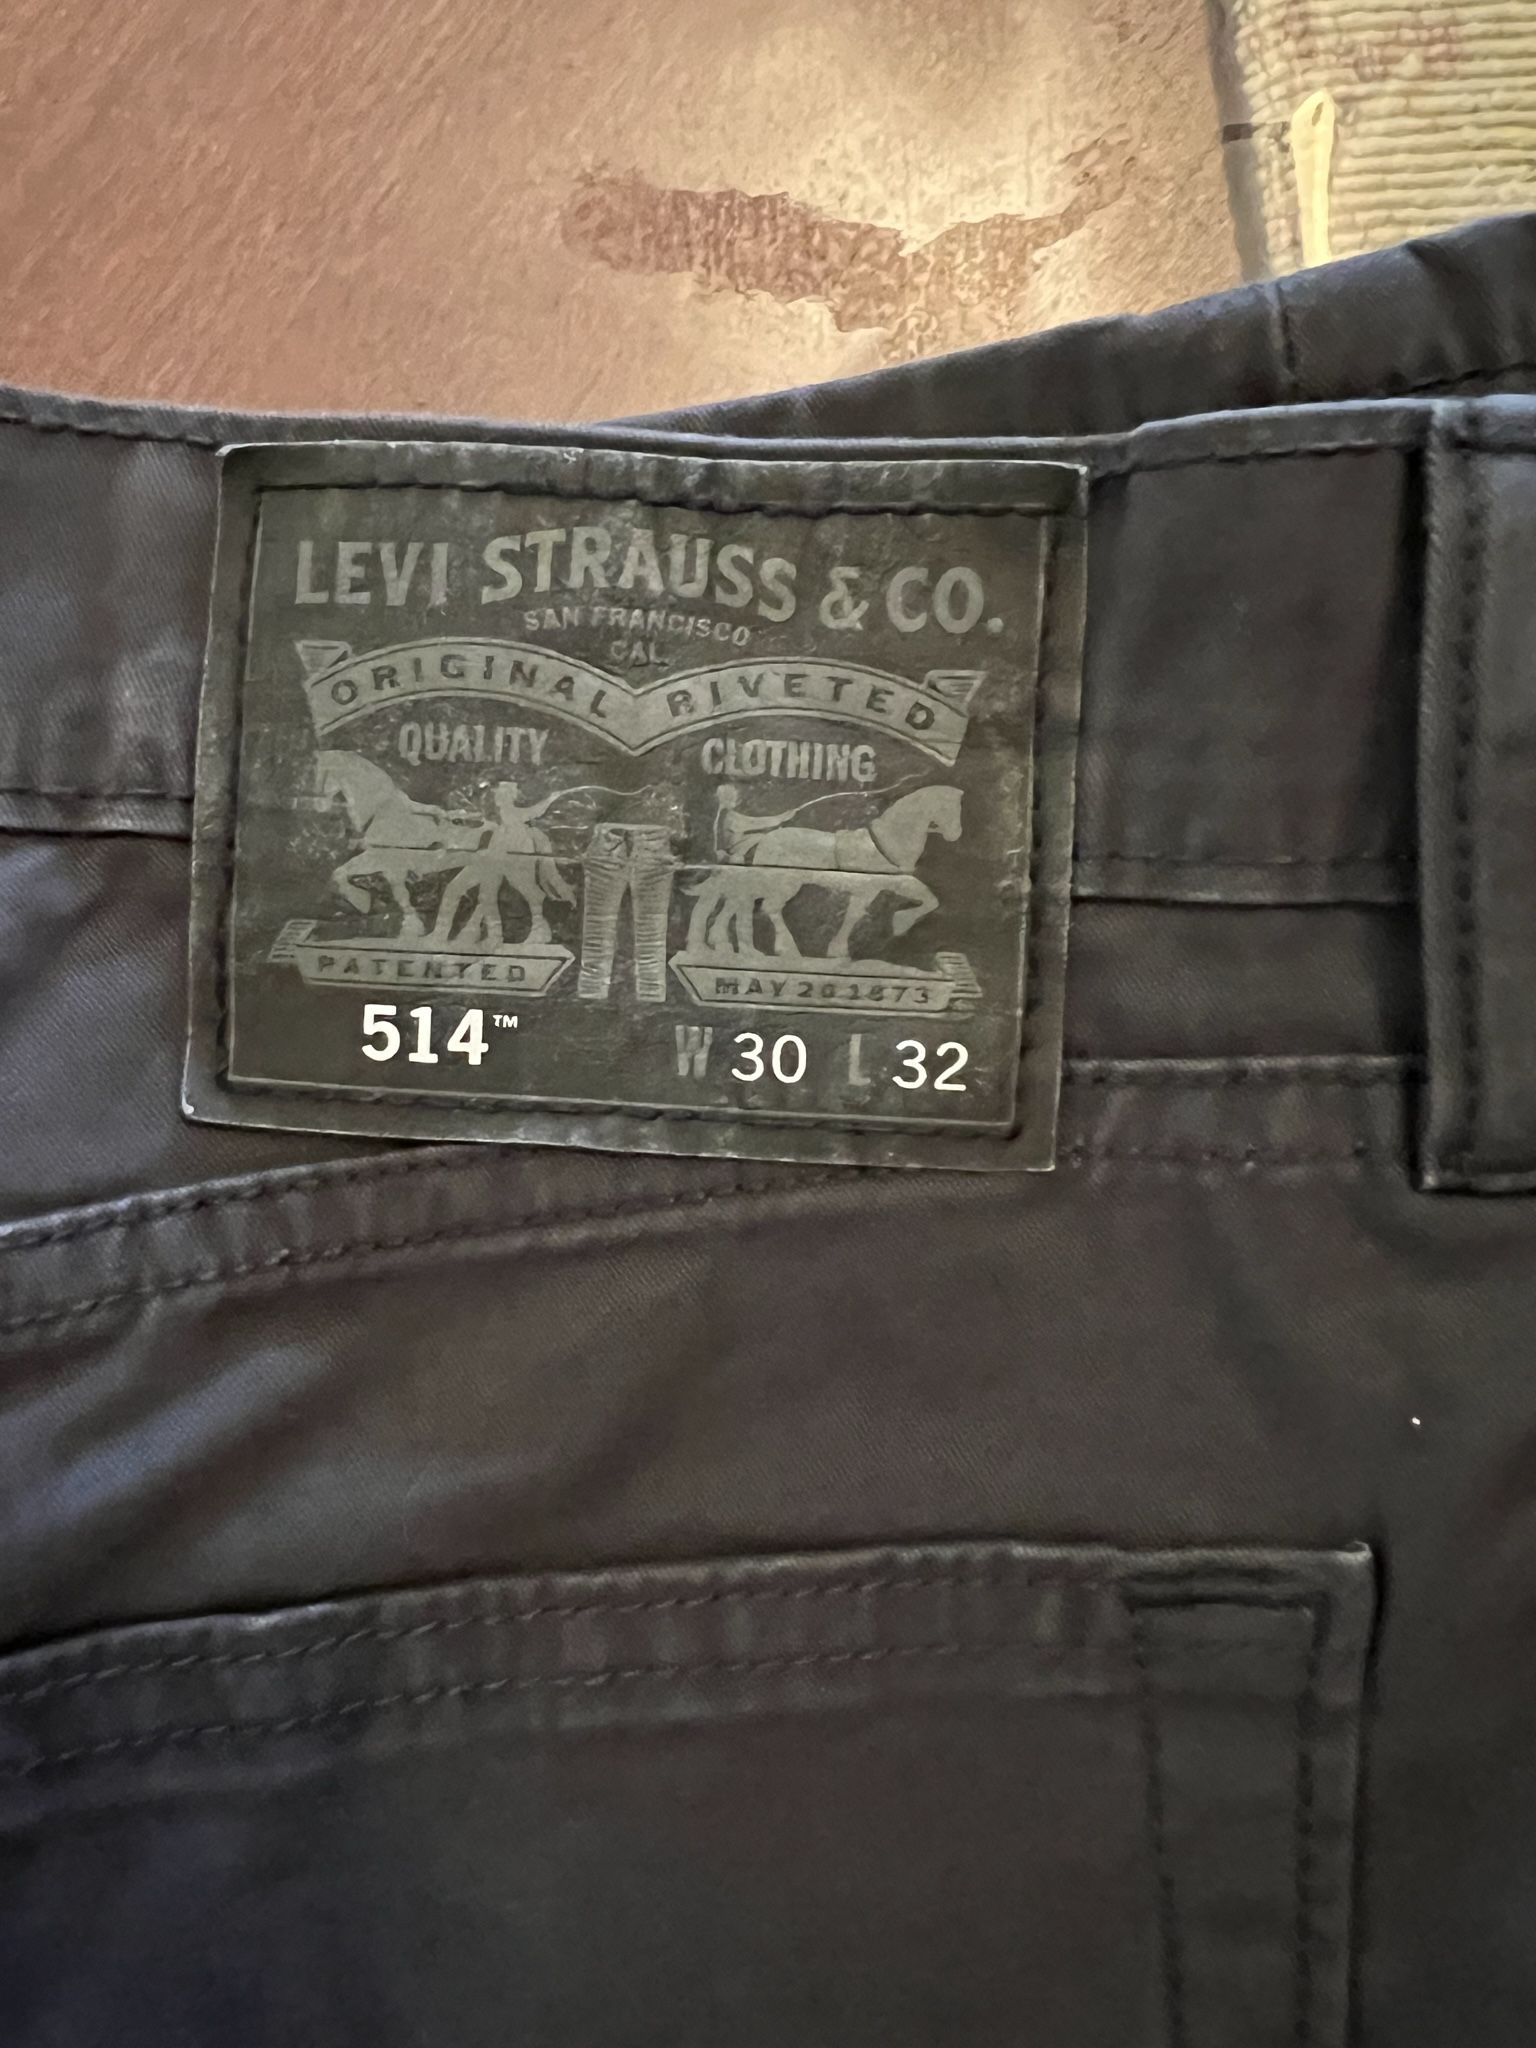 LEVI STRAUSS & CO.
SAN FRANCISCO
CAL
ORIGINAL RIVETED
QUALITY CLOTHING
PATENTED MAY 20 1873
514™ W 30 L 32